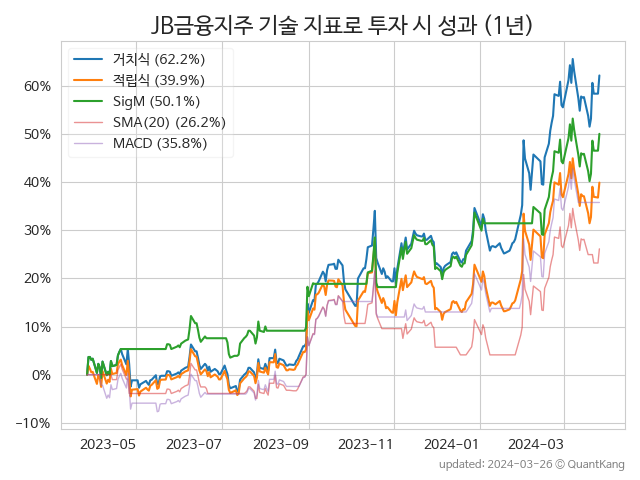 JB금융지주 기술 지표로 투자 시 성과 (1년)
거치식 (62.2%)
적립식 (39.9%)
SigM (50.1%)
SMA(20) (26.2%)
MACD (35.8%)
60%
50%
40%
30%
20%
10%
0%
−10%
2023-05 2023-07 2023-09 2023-11 2024-01 2024-03
updated: 2024-03-26 © QuantKang